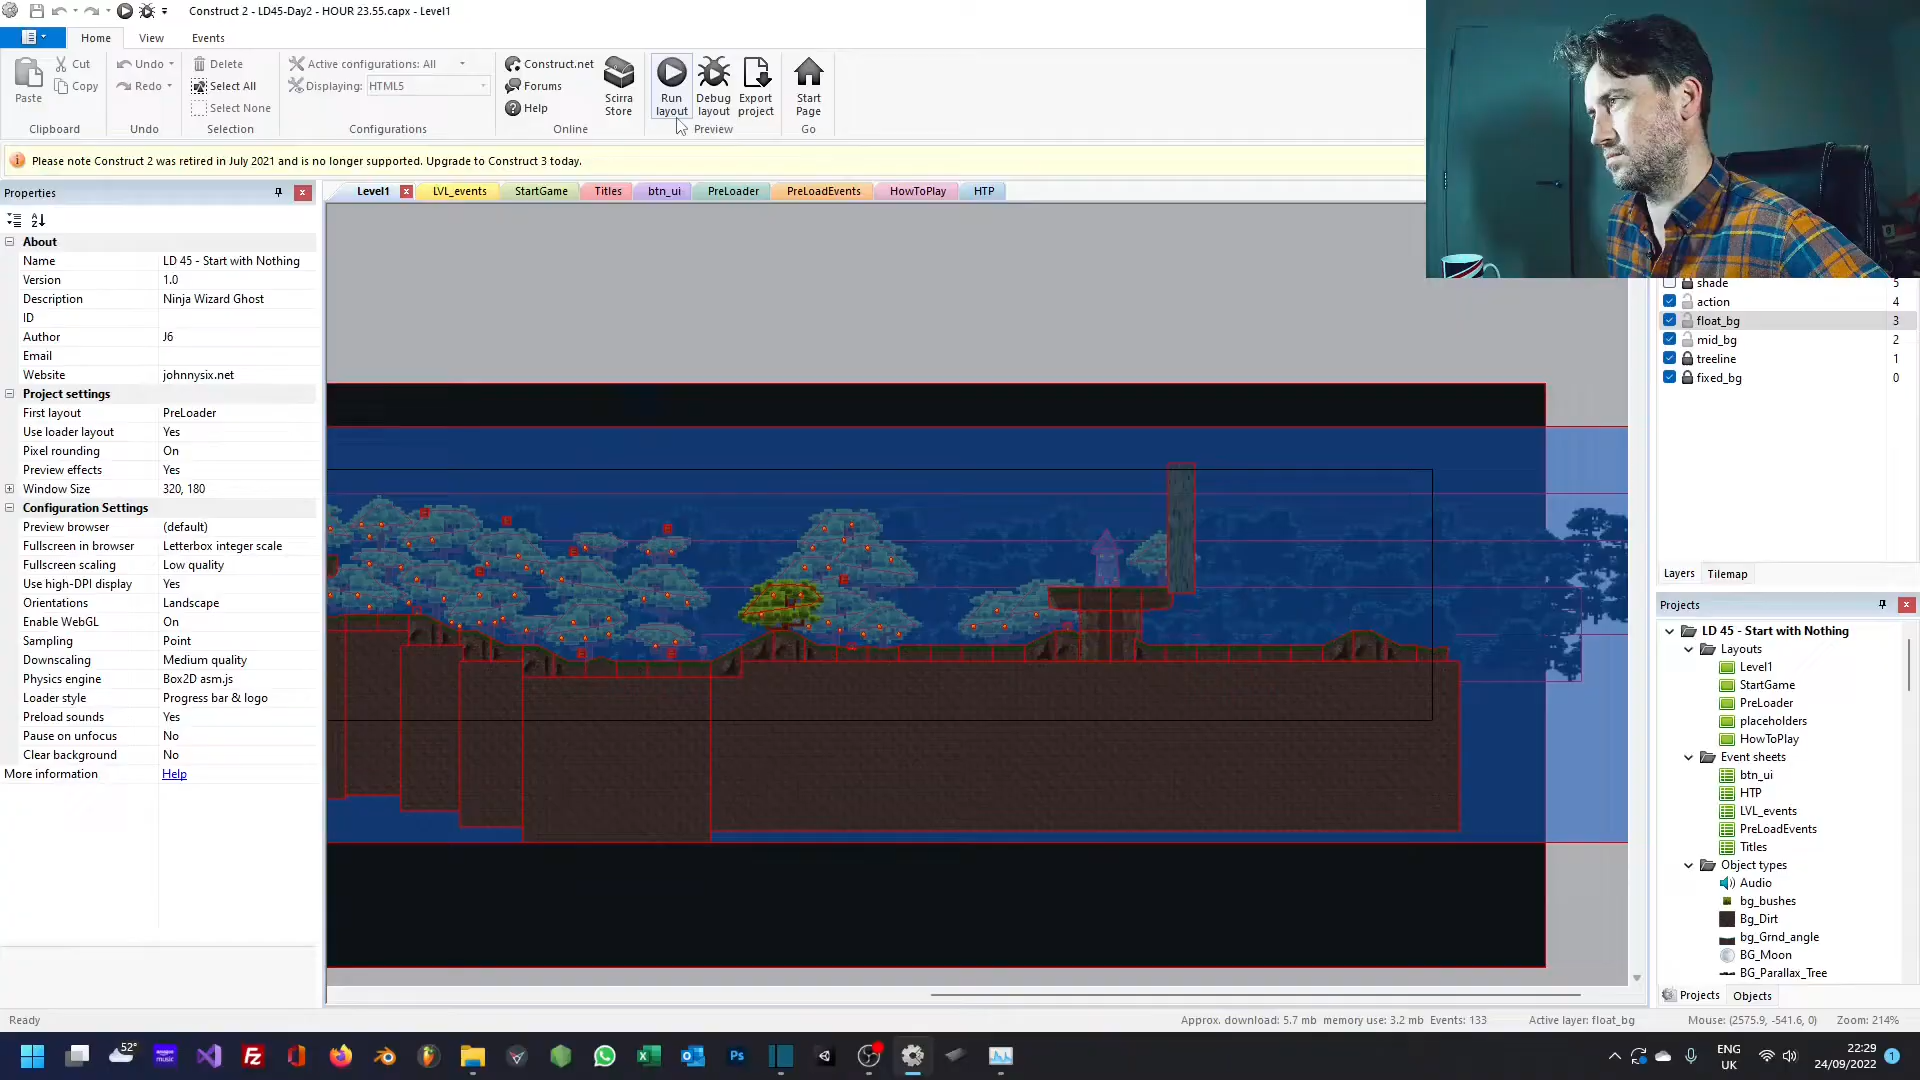 Construct 2 - LD45-Day2 - HOUR 23.55.capx - Level1
Home View Events
Paste
Cut
Copy
Clipboard
Undo
Redo
Undo
Delete
Select All
Select None
Selection
Active configurations: All
Displaying: HTML5
Configurations
Construct.net
Forums
Help
Scirra Store
Online
Run layout
Debug layout
Export project
Preview
Start Page
Go
Please note Construct 2 was retired in July 2021 and is no longer supported. Upgrade to Construct 3 today.
Properties
Level1 LVL_events StartGame Titles btn_ui PreLoader PreLoadEvents HowToPlay HTP
About
Name LD 45 - Start with Nothing
Version 1.0
Description Ninja Wizard Ghost
ID
Author J6
Email
Website johnnysix.net
Project settings
First layout PreLoader
Use loader layout Yes
Pixel rounding On
Preview effects Yes
Window Size 320, 180
Configuration Settings
Preview browser (default)
Fullscreen in browser Letterbox integer scale
Fullscreen scaling Low quality
Use high-DPI display Yes
Orientations Landscape
Enable WebGL On
Sampling Point
Downscaling Medium quality
Physics engine Box2D asm.js
Loader style Progress bar & logo
Preload sounds Yes
Pause on unfocus No
Clear background No
More information Help
shade 5
action 4
float_bg 3
mid_bg 2
treeline 1
fixed_bg 0
Layers Tilemap
Projects
LD 45 - Start with Nothing
Layouts
Level1
StartGame
PreLoader
placeholders
HowToPlay
Event sheets
btn_ui
HTP
LVL_events
PreLoadEvents
Titles
Object types
Audio
bg_bushes
Bg_Dirt
bg_Grnd_angle
BG_Moon
BG_Parallax_Tree
Projects Objects
Ready
Approx. download: 5.7 mb memory use: 3.2 mb Events: 133 Active layer: float_bg Mouse: (2575.9, -541.6, 0) Zoom: 214%
52°
music
ENG
UK
22:29
24/09/2022
1